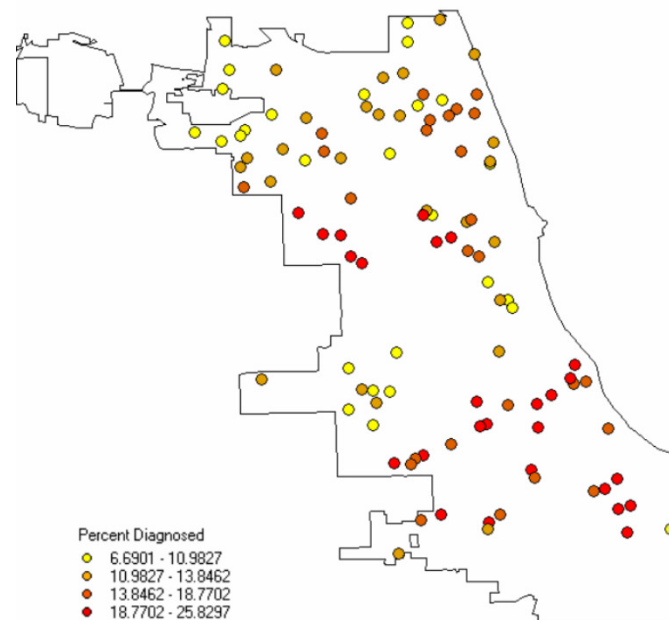 Percent Diagnosed
6.6901 - 10.9827
10.9827 - 13.8462
13.8462 - 18.7702
18.7702 - 25.8297